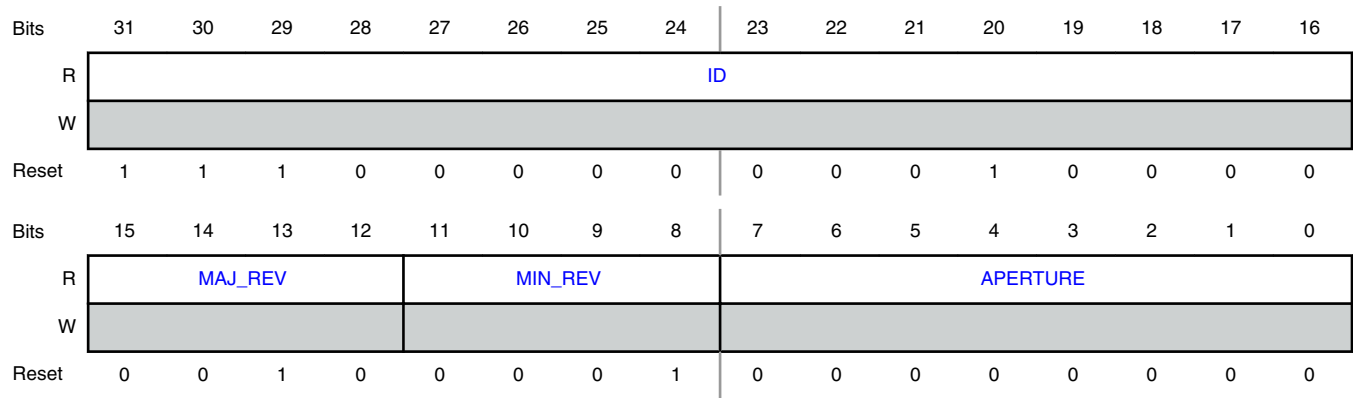 Bits 31 30 29 28 27 26 25 24 23 22 21 20 19 18 17 16
R ID
W
Reset 1 1 1 0 0 0 0 0 0 0 0 1 0 0 0 0
Bits 15 14 13 12 11 10 9 8 7 6 5 4 3 2 1 0
R MAJ_REV MIN_REV APERTURE
W
Reset 0 0 1 0 0 0 0 1 0 0 0 0 0 0 0 0